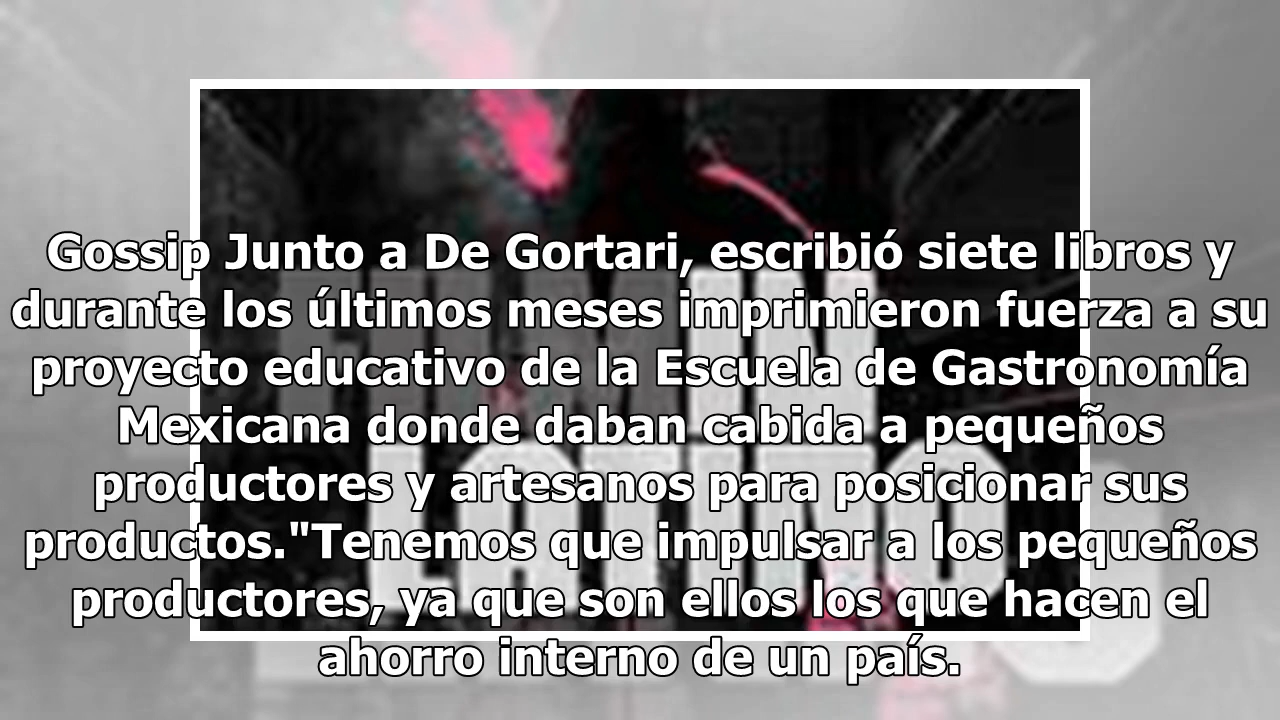 Gossip Junto a De Gortari, escribió siete libros y
durante los últimos meses imprimieron fuerza a su
proyecto educativo de la Escuela de Gastronomía
Mexicana donde daban cabida a pequeños
productores y artesanos para posicionar sus
productos."Tenemos que impulsar a los pequeños
productores, ya que son ellos los que hacen el
ahorro interno de un país.
LATINO